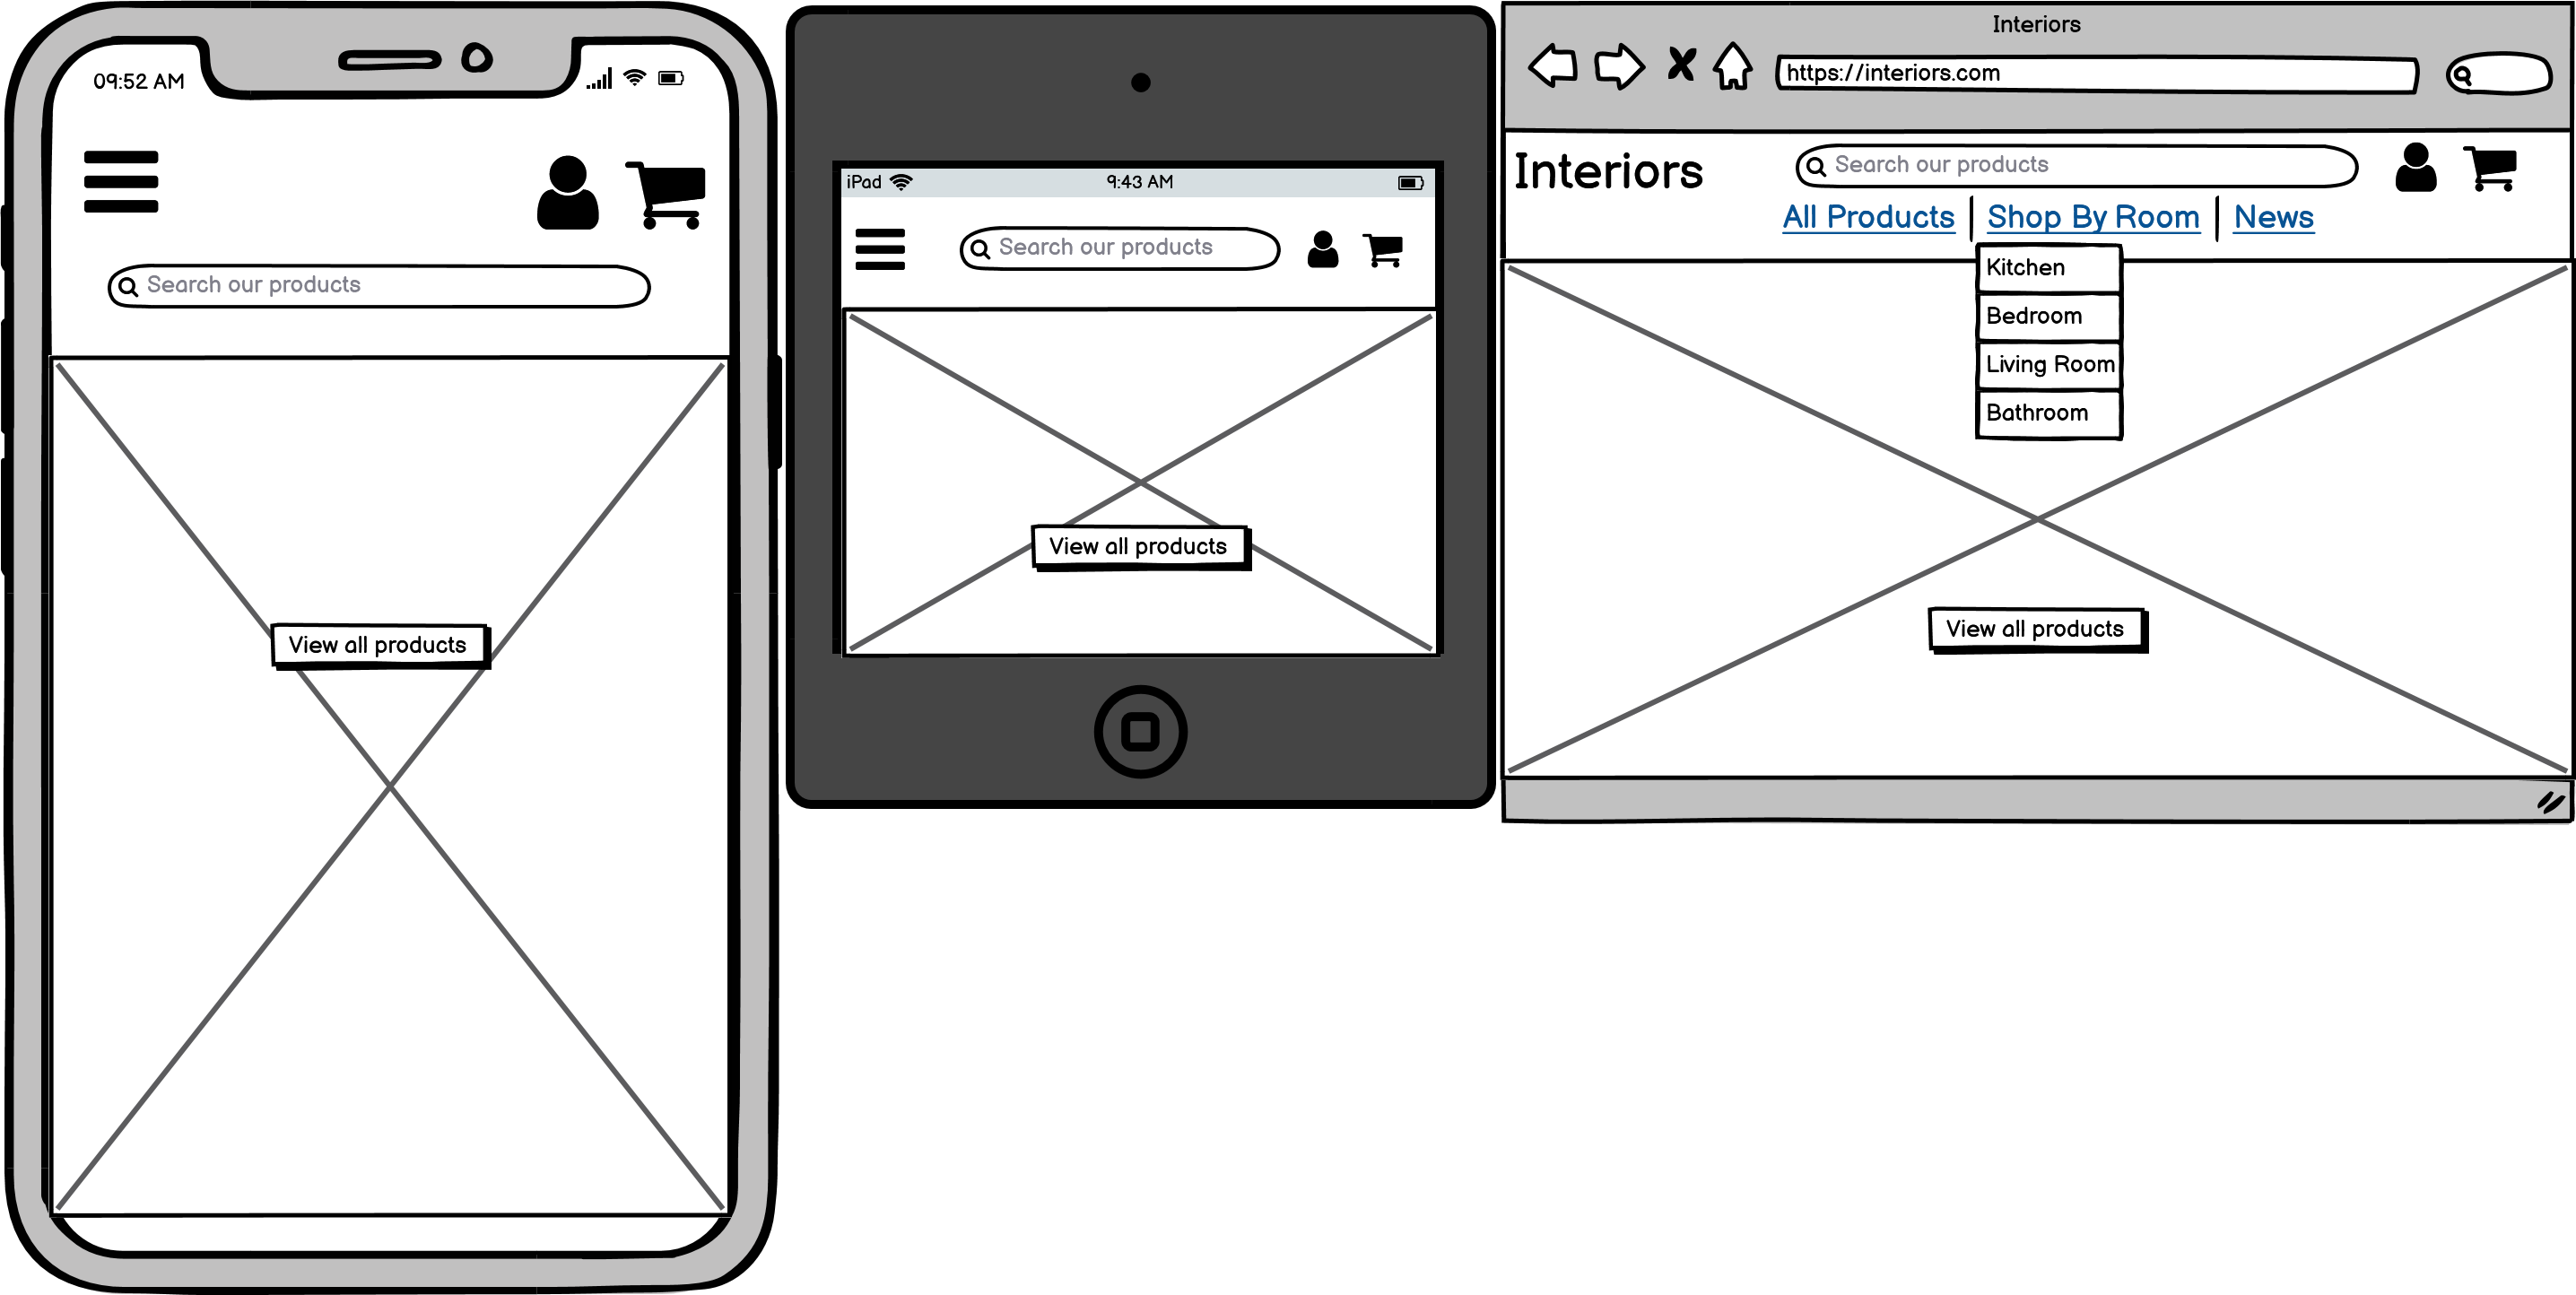 09:52 AM
Search our products
View all products
iPad 9:43 AM
Search our products
View all products
Interiors
https://interiors.com
Interiors
Search our products
All Products Shop By Room News
Kitchen
Bedroom
Living Room
Bathroom
View all products